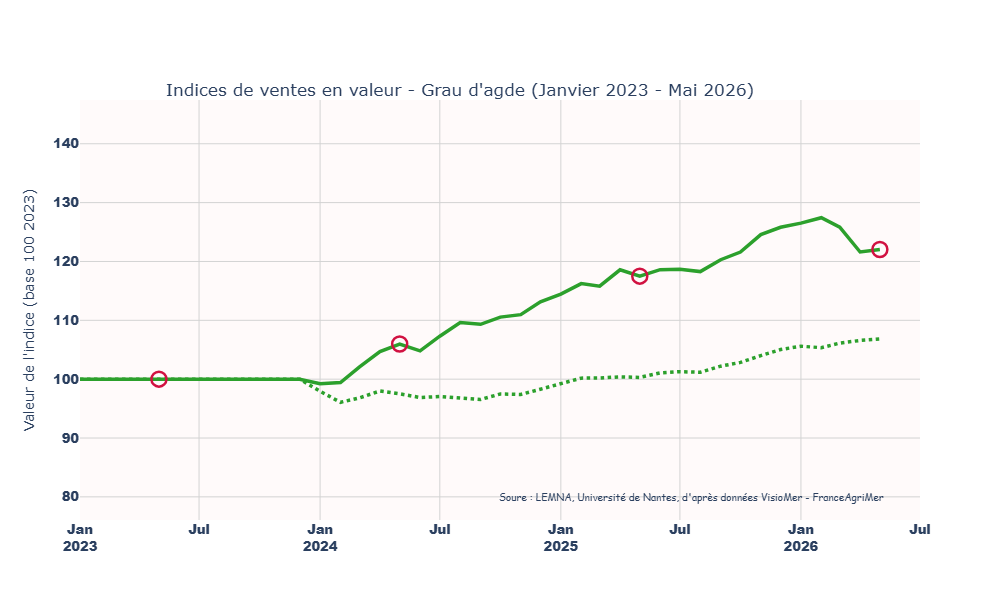 Indices de ventes en valeur - Grau d'agde (Janvier 2023 - Mai 2026)
Valeur de l'indice (base 100 2023)
140
130
120
110
100
90
80
Soure : LEMNA, Université de Nantes, d'après données VisioMer - FranceAgriMer
Jan Jul Jan Jul Jan Jul Jan Jul
2023 2024 2025 2026